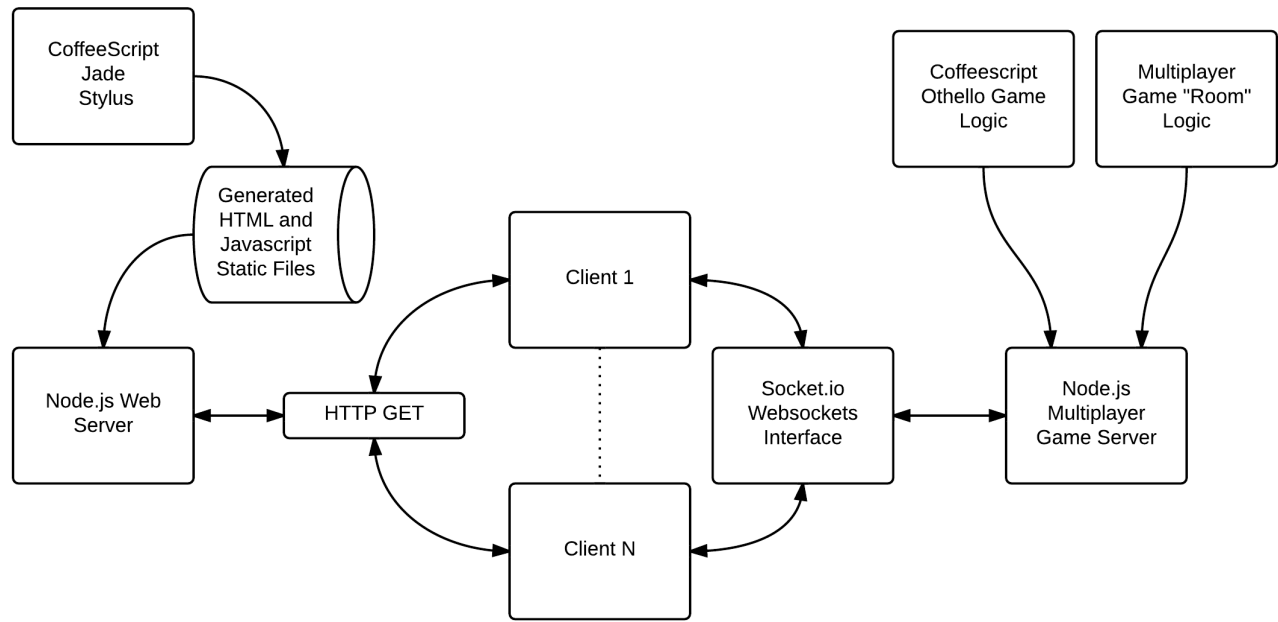 CoffeeScript
Jade
Stylus
Coffeescript
Othello Game
Logic
Multiplayer
Game "Room"
Logic
Generated
HTML and
Javascript
Static Files
Client 1
Node.js Web
Server
HTTP GET
Socket.io
Websockets
Interface
Node.js
Multiplayer
Game Server
Client N